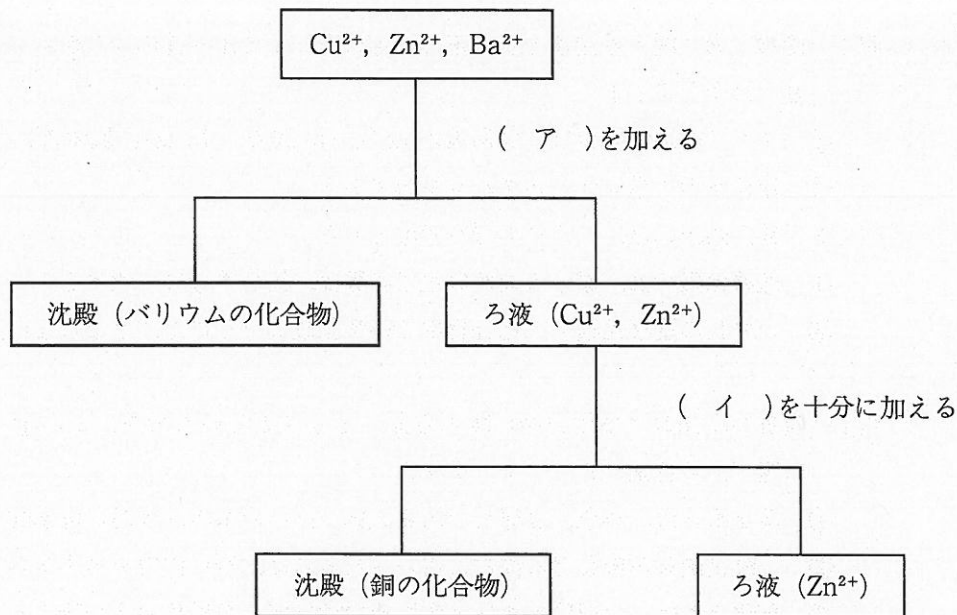 Cu²⁺, Zn²⁺, Ba²⁺
( ア )を加える
沈殿（バリウムの化合物）
ろ液（Cu²⁺, Zn²⁺）
( イ )を十分に加える
沈殿（銅の化合物）
ろ液（Zn²⁺）